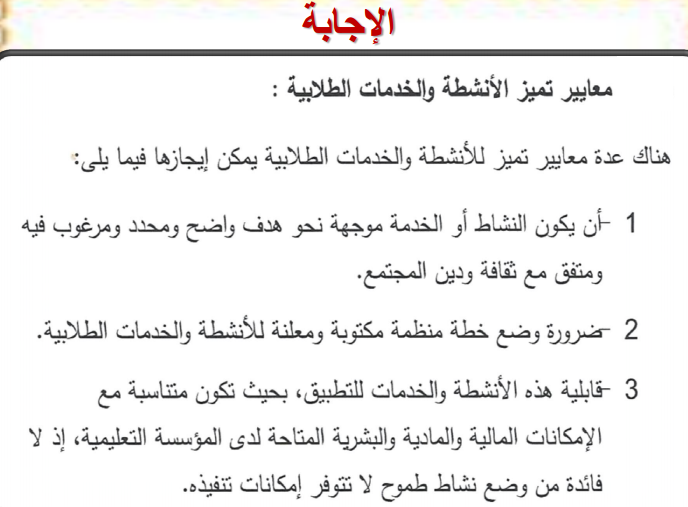 الإجابة
معايير تميز الأنشطة والخدمات الطلابية :
هناك عدة معايير تميز للأنشطة والخدمات الطلابية يمكن إيجازها فيما يلى:
1 -أن يكون النشاط أو الخدمة موجهة نحو هدف واضح ومحدد ومرغوب فيه
ومتفق مع ثقافة ودين المجتمع.
2 -ضرورة وضع خطة منظمة مكتوبة ومعلنة للأنشطة والخدمات الطلابية.
3 -قابلية هذه الأنشطة والخدمات للتطبيق، بحيث تكون متناسبة مع
الإمكانات المالية والمادية والبشرية المتاحة لدى المؤسسة التعليمية، إذ لا
فائدة من وضع نشاط طموح لا تتوفر إمكانات تنفيذه.